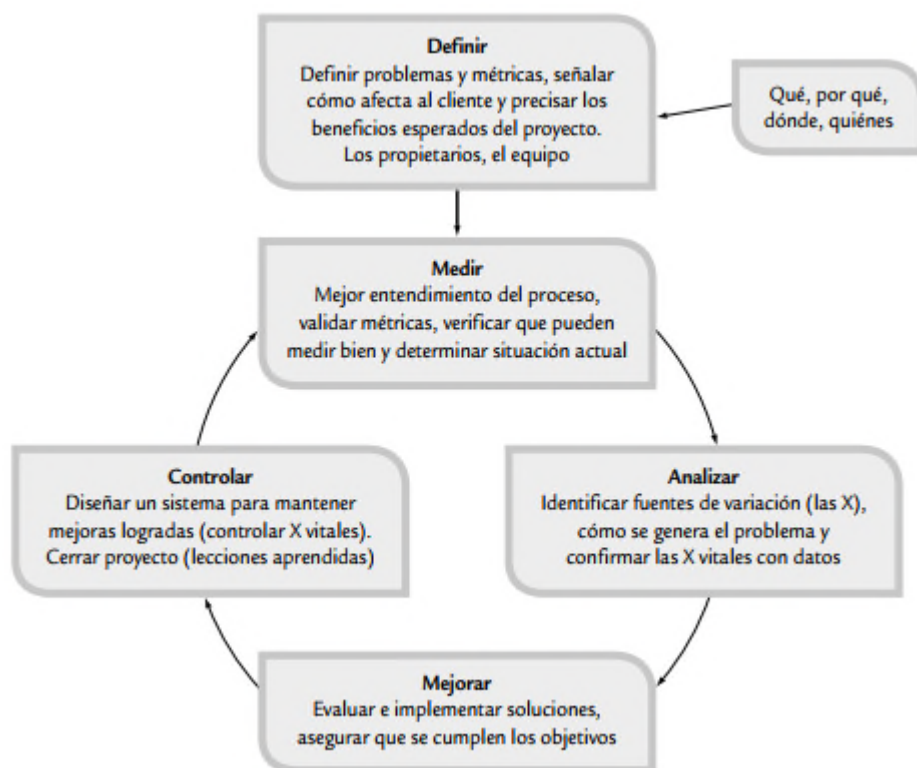 Definir
Definir problemas y métricas, señalar
cómo afecta al cliente y precisar los
beneficios esperados del proyecto.
Los propietarios, el equipo
Qué, por qué,
dónde, quiénes
Medir
Mejor entendimiento del proceso,
validar métricas, verificar que pueden
medir bien y determinar situación actual
Controlar
Diseñar un sistema para mantener
mejoras logradas (controlar X vitales).
Cerrar proyecto (lecciones aprendidas)
Analizar
Identificar fuentes de variación (las X),
cómo se genera el problema y
confirmar las X vitales con datos
Mejorar
Evaluar e implementar soluciones,
asegurar que se cumplen los objetivos